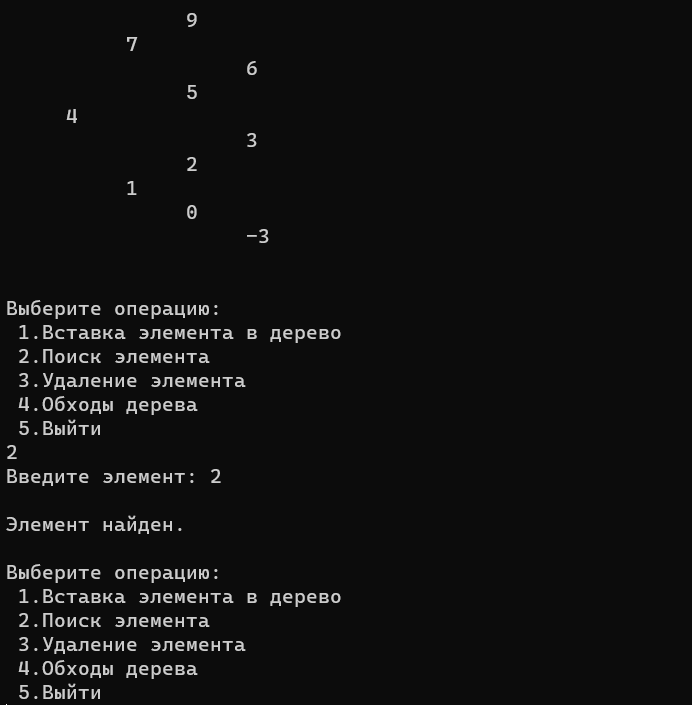 9
7
6
5
4
3
2
1
0
−3
Выберите операцию:
1.Вставка элемента в дерево
2.Поиск элемента
3.Удаление элемента
4.Обходы дерева
5.Выйти
2
Введите элемент: 2
Элемент найден.
Выберите операцию:
1.Вставка элемента в дерево
2.Поиск элемента
3.Удаление элемента
4.Обходы дерева
5.Выйти